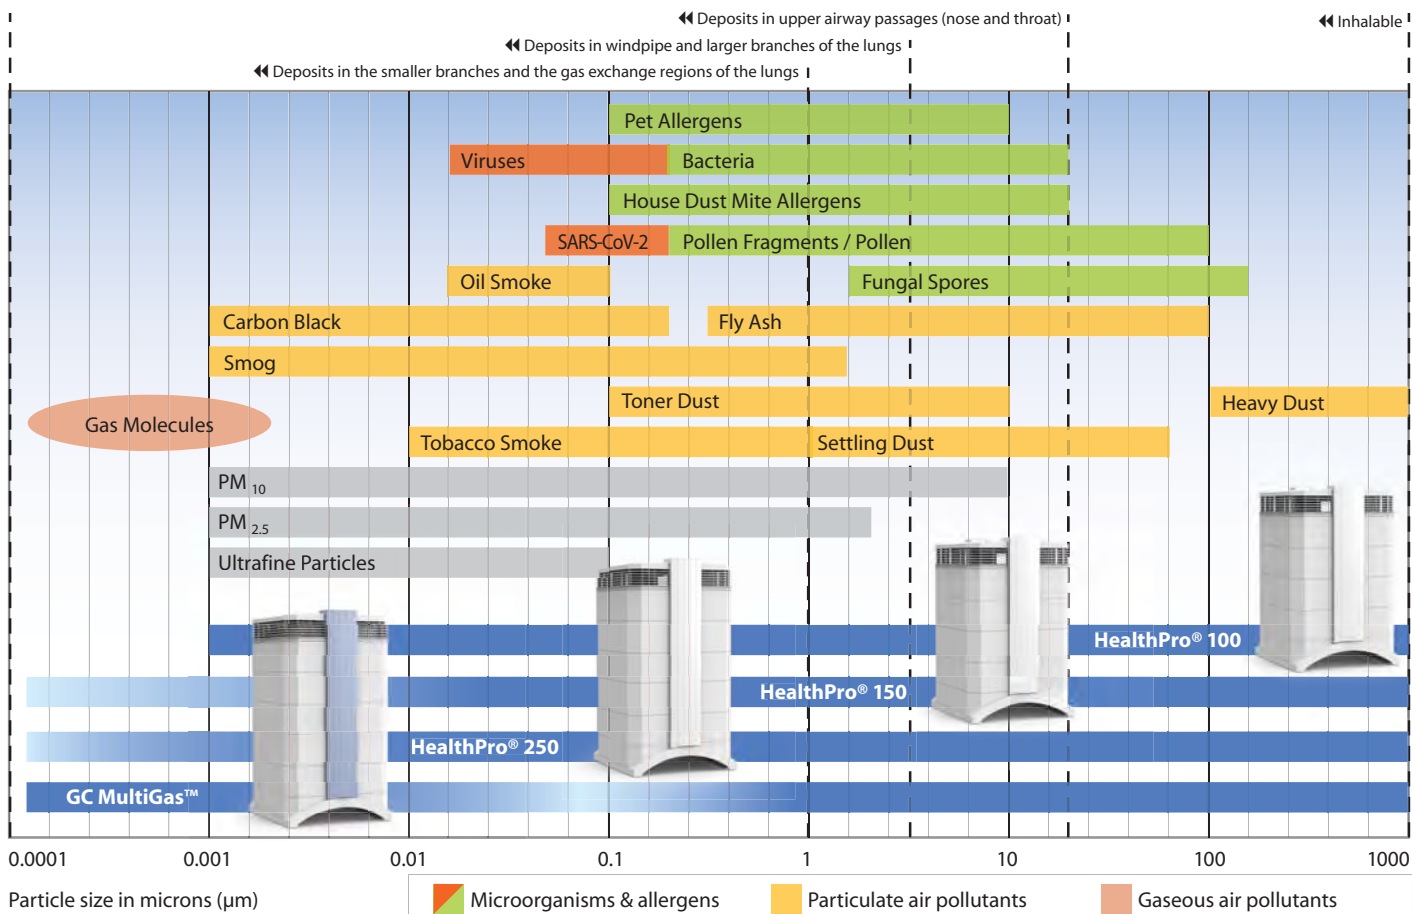 Deposits in upper airway passages (nose and throat)
Inhalable
Deposits in windpipe and larger branches of the lungs
Deposits in the smaller branches and the gas exchange regions of the lungs
Pet Allergens
Viruses
Bacteria
House Dust Mite Allergens
SARS-CoV-2
Pollen Fragments / Pollen
Oil Smoke
Fungal Spores
Carbon Black
Fly Ash
Smog
Toner Dust
Heavy Dust
Gas Molecules
Tobacco Smoke
Settling Dust
PM 10
PM 2.5
Ultrafine Particles
HealthPro® 100
HealthPro® 150
HealthPro® 250
GC MultiGas™
0.0001 0.001 0.01 0.1 1 10 100 1000
Particle size in microns (µm)
Microorganisms & allergens
Particulate air pollutants
Gaseous air pollutants